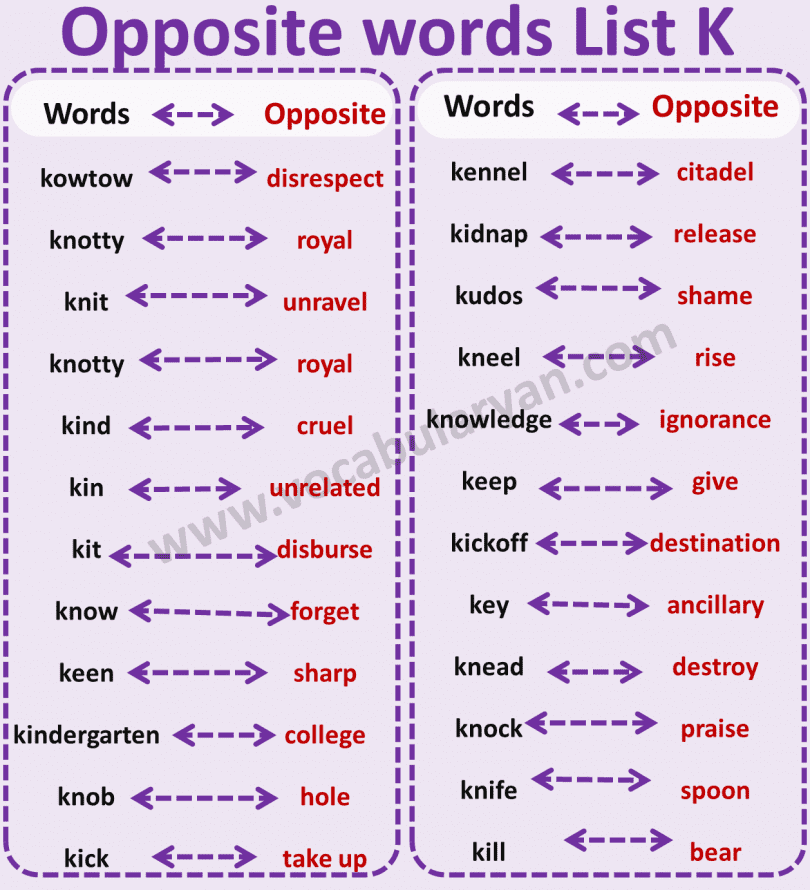 Opposite words List K
Words Opposite
kowtow disrespect
knotty royal
knit unravel
knotty royal
kind cruel
kin unrelated
kit disburse
know forget
keen sharp
kindergarten college
knob hole
kick take up
Words Opposite
kennel citadel
kidnap release
kudos shame
kneel rise
knowledge ignorance
keep give
kickoff destination
key ancillary
knead destroy
knock praise
knife spoon
kill bear
www.vocabularyan.com